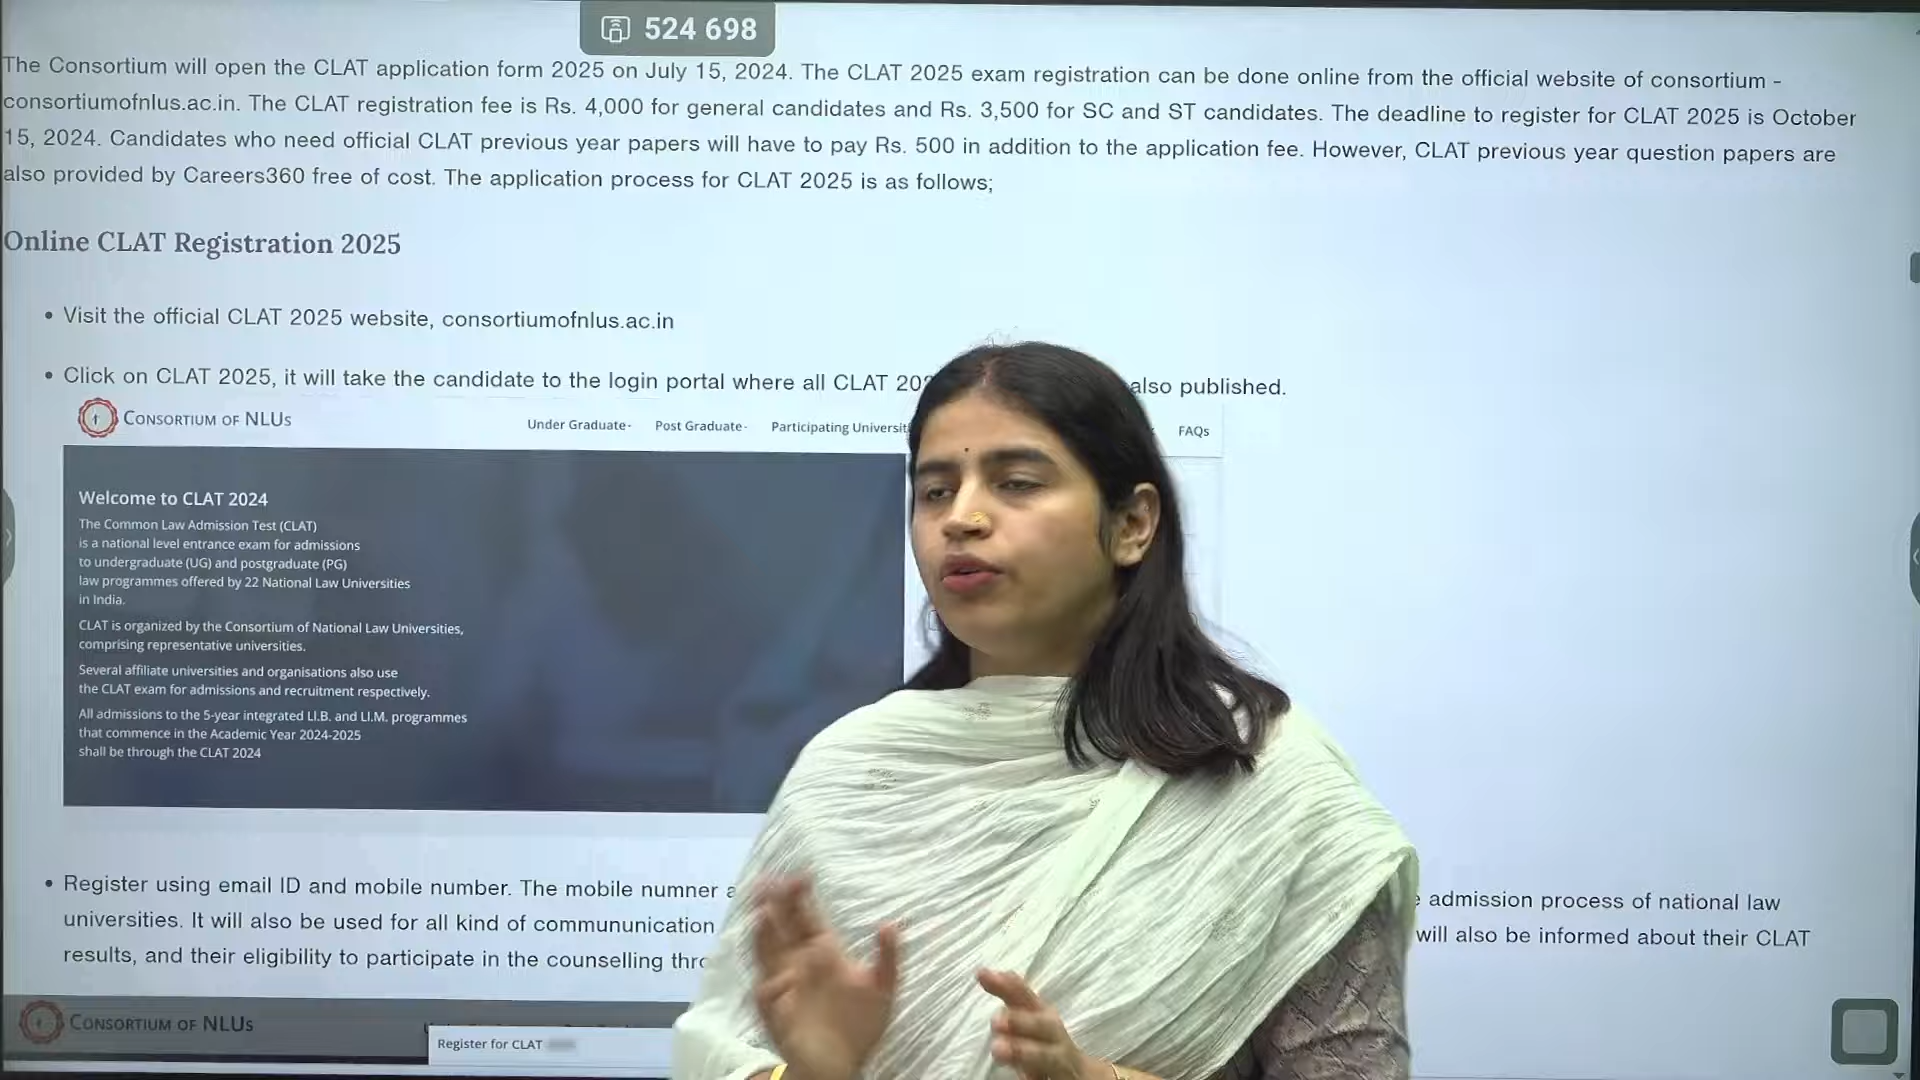 524 698
The Consortium will open the CLAT application form 2025 on July 15, 2024. The CLAT 2025 exam registration can be done online from the official website of consortium -
consortiumofnlus.ac.in. The CLAT registration fee is Rs. 4,000 for general candidates and Rs. 3,500 for SC and ST candidates. The deadline to register for CLAT 2025 is October
15, 2024. Candidates who need official CLAT previous year papers will have to pay Rs. 500 in addition to the application fee. However, CLAT previous year question papers are
also provided by Careers360 free of cost. The application process for CLAT 2025 is as follows;
Online CLAT Registration 2025
• Visit the official CLAT 2025 website, consortiumofnlus.ac.in
• Click on CLAT 2025, it will take the candidate to the login portal where all CLAT also published.
CONSORTIUM OF NLUs Under Graduate- Post Graduate- Participating FAQs
Welcome to CLAT 2024
The Common Law Admission Test (CLAT)
is a national level entrance exam for admissions
to undergraduate (UG) and postgraduate (PG)
law programmes offered by 22 National Law Universities
in India.
CLAT is organized by the Consortium of National Law Universities,
comprising representative universities.
Several affiliate universities and organisations also use
the CLAT exam for admissions and recruitment respectively.
All admissions to the 5-year integrated Ll.B. and Ll.M. programmes
that commence in the Academic Year 2024-2025
shall be through the CLAT 2024
• Register using email ID and mobile number. The mobile numner admission process of national law
universities. It will also be used for all kind of commununication will also be informed about their CLAT
results, and their eligibility to participate in the counselling
CONSORTIUM OF NLUs
Register for CLAT